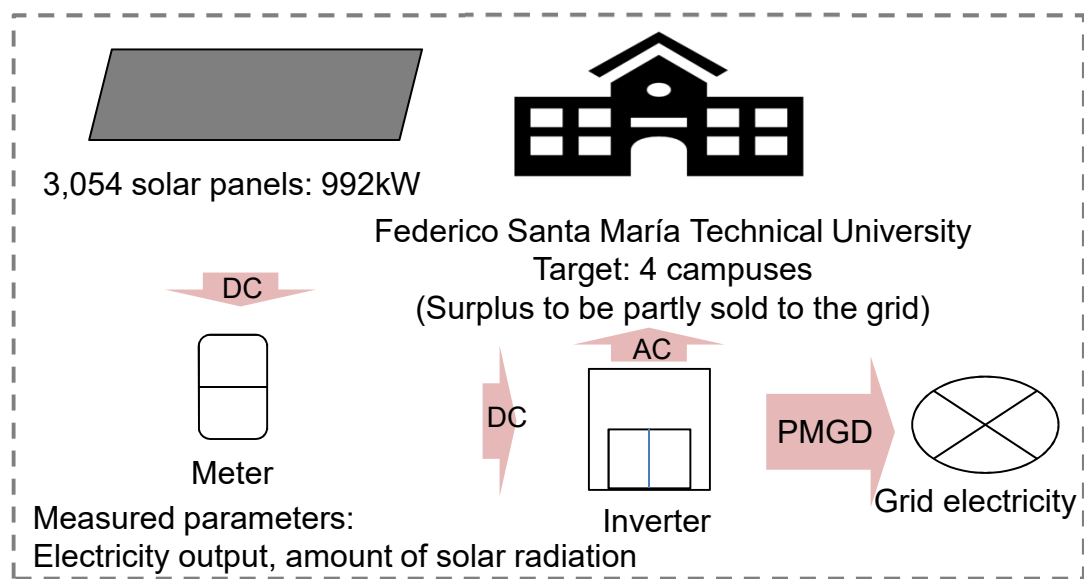 3,054 solar panels: 992kW
Federico Santa María Technical University
Target: 4 campuses
(Surplus to be partly sold to the grid)
DC
AC
DC
PMGD
Meter
Inverter
Grid electricity
Measured parameters:
Electricity output, amount of solar radiation